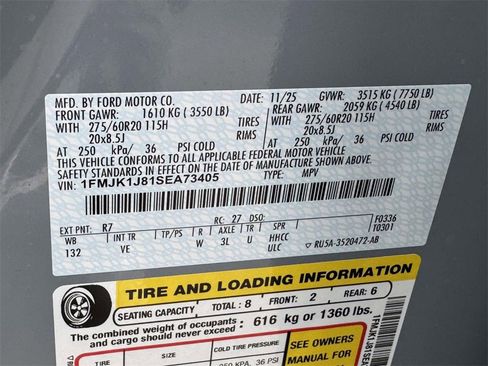 MFD. BY FORD MOTOR CO. 11/25 GVWR: 3515 KG ( 7750 LB)
FRONT GAWR: 1610 KG ( 3550 LB) REAR GAWR: 2059 KG ( 4540 LB)
WITH 275/60R20 115H TIRES WITH 275/60R20 115H TIRES
20x8.5J RIMS 20x8.5J RIMS
AT 250 kPa/ 36 PSI COLD AT 250 kPa/ 36 PSI COLD
THIS VEHICLE CONFORMS TO ALL APPLICABLE FEDERAL MOTOR VEHICLE
SAFETY STANDARDS IN EFFECT ON THE DATE OF MANUFACTURE SHOWN ABOVE.
VIN: 1FMJK1J81SEA73405 TYPE: MPV
EXT PNT: R7 RC: 27 DSO: F0336
WB INT TR TP/PS R AXLE TR SPR T0301
132 VE W 3L U HHCC
U ULC RU5A-3520472-AB
TIRE AND LOADING INFORMATION
SEATING CAPACITY TOTAL: 8 FRONT: 2 REAR: 6
The combined weight of occupants and cargo should never exceed: 616 kg or 1360 lbs.
TIRE SIZE SEE OWNERS
MANUAL FOR